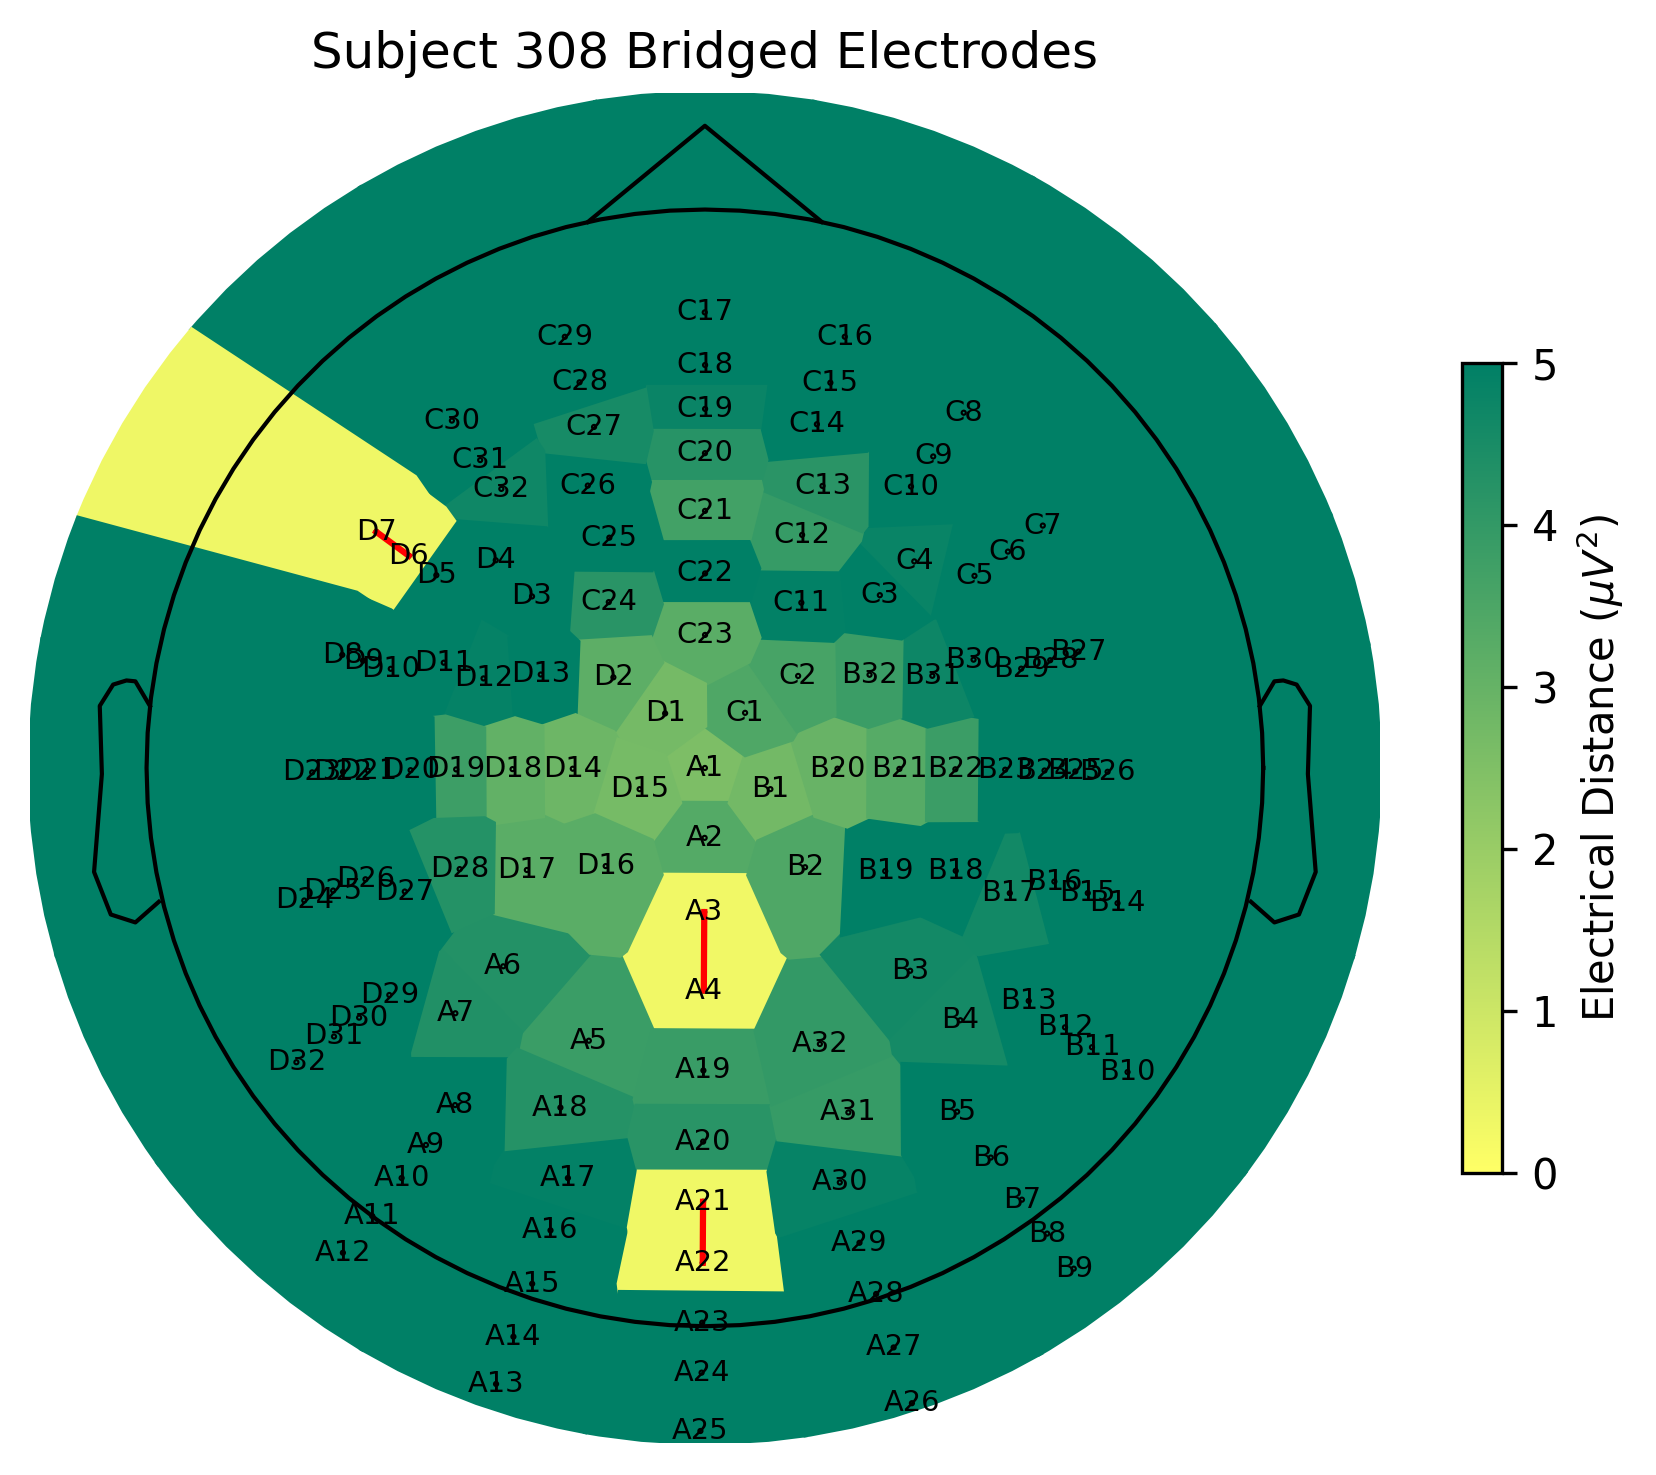 Subject 308 Bridged Electrodes
C17
C29 C16
C18
C28 C15
C19 C8
C30 C27 C14
C20 C9
C31
C32 C26 C13 C10
C21
D7 C25 C12 C7
D6 D4 C4 C6
D5 C22 C5
D3 C24 C11 C3
C23
D8 D9 D10 D11 D12 D13 D2 C2 B32 B31 B30 B29 B28 B27
D1 C1
D23 D22 D21 D20 D19 D18 D14 A1 B20 B21 B22 B23 B24 B25 B26
D15 B1
A2
D24 D25 D26 D27 D28 D17 D16 B2 B19 B18 B17 B16 B15 B14
A3
A6 B3
D29 A4 B13
D30 A7 B4 B12
D31 A5 A32 B11
D32 A19 B10
A8 A18 A31 B5
A9 A20 B6
A10 A17 A30
A11 A21 B7
A12 A16 A29 B8
A22 B9
A15 A28
A23
A14 A27
A24
A13 A26
A25
5
4
3
2
1
0
Electrical Distance (μV²)